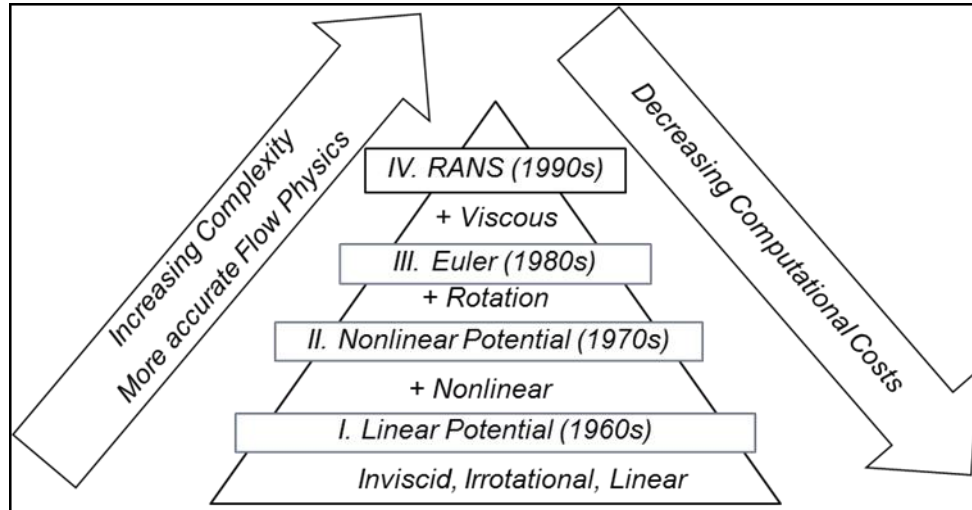 Increasing Complexity
More accurate Flow Physics
Decreasing Computational Costs
IV. RANS (1990s)
+ Viscous
III. Euler (1980s)
+ Rotation
II. Nonlinear Potential (1970s)
+ Nonlinear
I. Linear Potential (1960s)
Inviscid, Irrotational, Linear